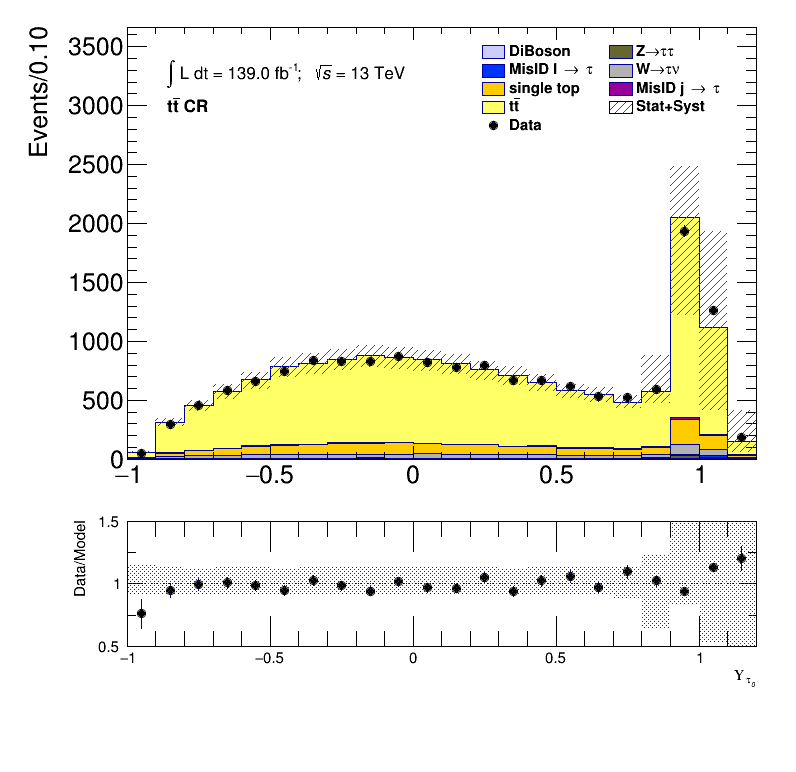 3500
3000
2500
2000
1500
1000
500
0
Events/0.10
∫ L dt = 139.0 fb⁻¹; √s = 13 TeV
tt̄ CR
DiBoson
Z→ττ
MisID l → τ
W→τν
single top
MisID j → τ
tt̄
Stat+Syst
Data
−1 −0.5 0 0.5 1
Data/Model
1.5
1
0.5
−1 −0.5 0 0.5 1